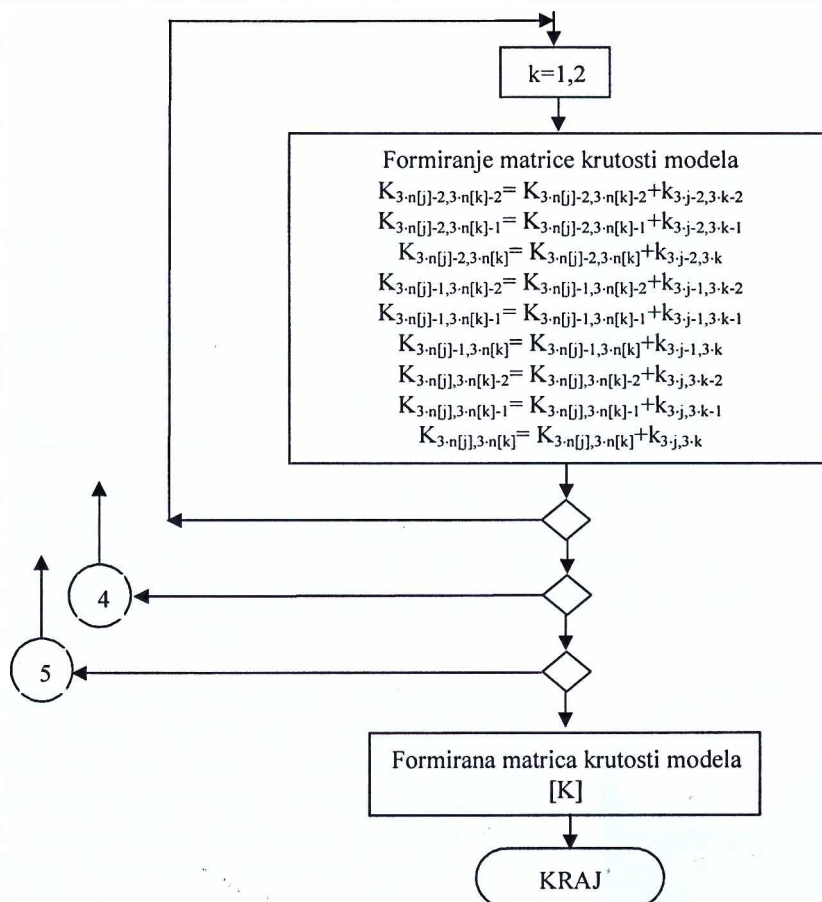 k=1,2
Formiranje matrice krutosti modela
K₃·ₙ[ⱼ]₋₂,₃·ₙ[ₖ]₋₂= K₃·ₙ[ⱼ]₋₂,₃·ₙ[ₖ]₋₂+k₃·ⱼ₋₂,₃·ₖ₋₂
K₃·ₙ[ⱼ]₋₂,₃·ₙ[ₖ]₋₁= K₃·ₙ[ⱼ]₋₂,₃·ₙ[ₖ]₋₁+k₃·ⱼ₋₂,₃·ₖ₋₁
K₃·ₙ[ⱼ]₋₂,₃·ₙ[ₖ]= K₃·ₙ[ⱼ]₋₂,₃·ₙ[ₖ]+k₃·ⱼ₋₂,₃·ₖ
K₃·ₙ[ⱼ]₋₁,₃·ₙ[ₖ]₋₂= K₃·ₙ[ⱼ]₋₁,₃·ₙ[ₖ]₋₂+k₃·ⱼ₋₁,₃·ₖ₋₂
K₃·ₙ[ⱼ]₋₁,₃·ₙ[ₖ]₋₁= K₃·ₙ[ⱼ]₋₁,₃·ₙ[ₖ]₋₁+k₃·ⱼ₋₁,₃·ₖ₋₁
K₃·ₙ[ⱼ]₋₁,₃·ₙ[ₖ]= K₃·ₙ[ⱼ]₋₁,₃·ₙ[ₖ]+k₃·ⱼ₋₁,₃·ₖ
K₃·ₙ[ⱼ],₃·ₙ[ₖ]₋₂= K₃·ₙ[ⱼ],₃·ₙ[ₖ]₋₂+k₃·ⱼ,₃·ₖ₋₂
K₃·ₙ[ⱼ],₃·ₙ[ₖ]₋₁= K₃·ₙ[ⱼ],₃·ₙ[ₖ]₋₁+k₃·ⱼ,₃·ₖ₋₁
K₃·ₙ[ⱼ],₃·ₙ[ₖ]= K₃·ₙ[ⱼ],₃·ₙ[ₖ]+k₃·ⱼ,₃·ₖ
4
5
Formirana matrica krutosti modela
[K]
KRAJ